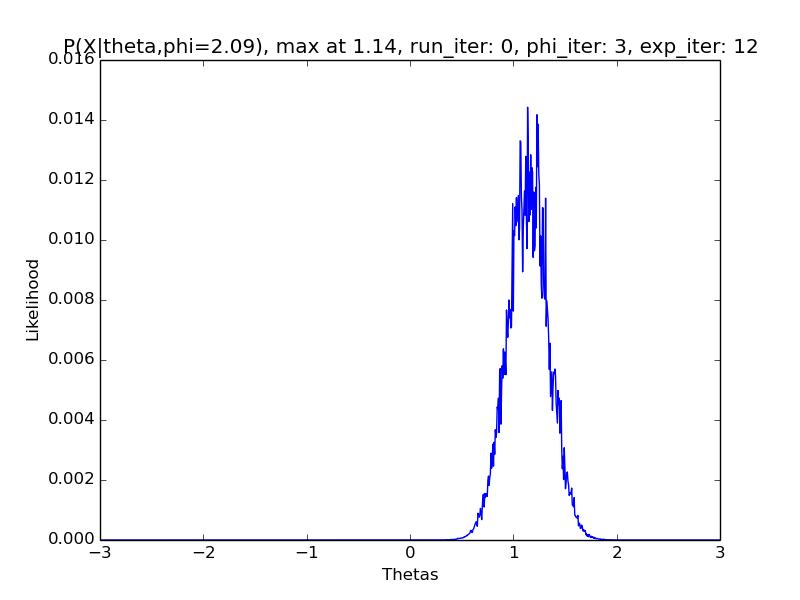 P(X|theta,phi=2.09), max at 1.14, run_iter: 0, phi_iter: 3, exp_iter: 12
0.016
0.014
0.012
0.010
0.008
0.006
0.004
0.002
0.000
Likelihood
−3 −2 −1 0 1 2 3
Thetas